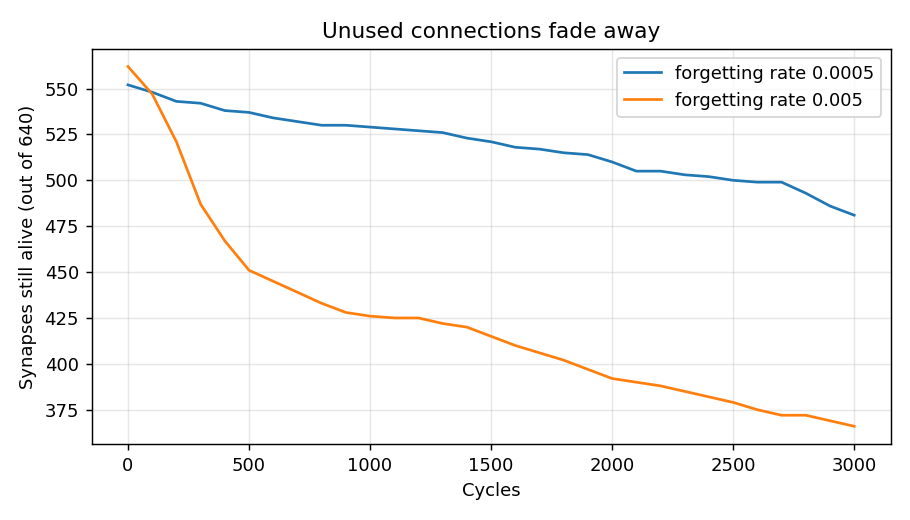 Unused connections fade away
forgetting rate 0.0005
forgetting rate 0.005
Synapses still alive (out of 640)
550
525
500
475
450
425
400
375
0 500 1000 1500 2000 2500 3000
Cycles